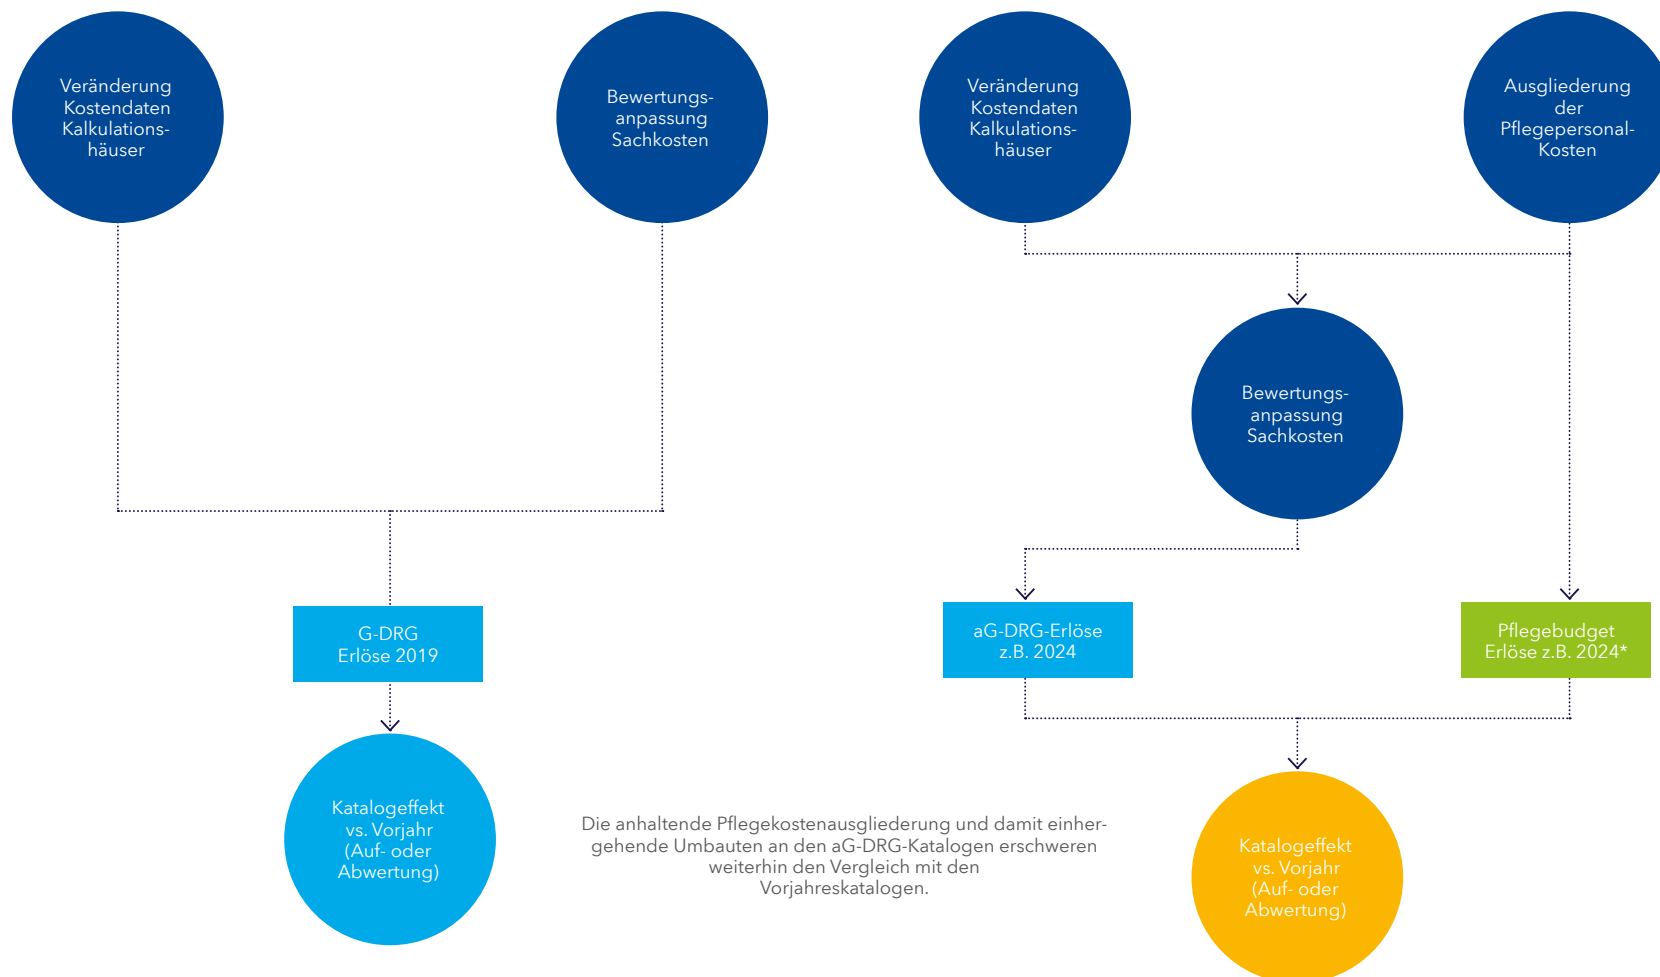 Veränderung
Kostendaten
Kalkulations-
häuser
Bewertungs-
anpassung
Sachkosten
Veränderung
Kostendaten
Kalkulations-
häuser
Ausgliederung
der
Pflegepersonal-
Kosten
Bewertungs-
anpassung
Sachkosten
G-DRG
Erlöse 2019
aG-DRG-Erlöse
z.B. 2024
Pflegebudget
Erlöse z.B. 2024*
Katalogeffekt
vs. Vorjahr
(Auf- oder
Abwertung)
Die anhaltende Pflegekostenausgliederung und damit einher-
gehende Umbauten an den aG-DRG-Katalogen erschweren
weiterhin den Vergleich mit den
Vorjahreskatalogen.
Katalogeffekt
vs. Vorjahr
(Auf- oder
Abwertung)